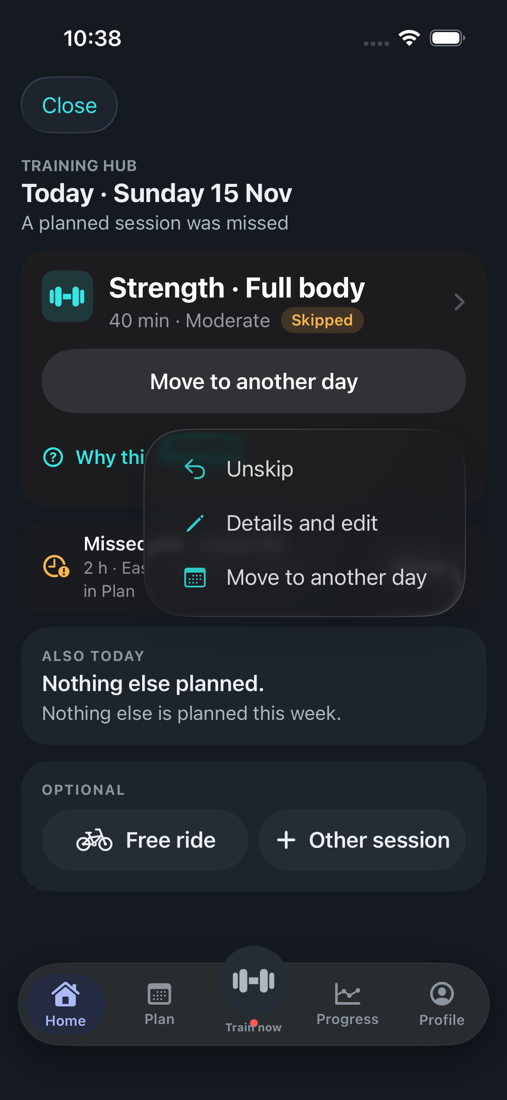 10:38
Close
TRAINING HUB
Today · Sunday 15 Nov
A planned session was missed
Strength · Full body
40 min · Moderate Skipped
Move to another day
Why thi
Unskip
Details and edit
Move to another day
Missed
2 h · Eas
in Plan
ALSO TODAY
Nothing else planned.
Nothing else is planned this week.
OPTIONAL
Free ride
Other session
Home
Plan
Train now
Progress
Profile